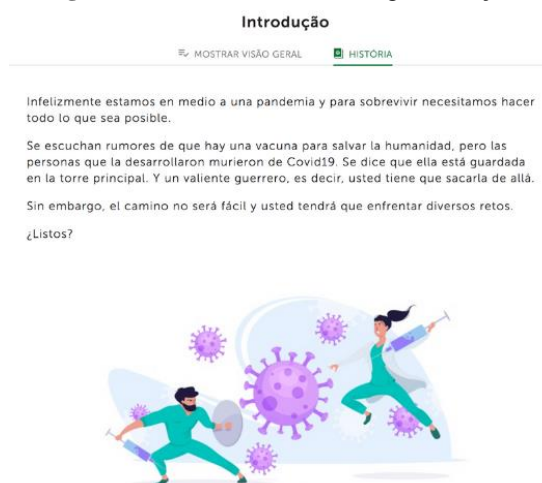 Introdução
MOSTRAR VISÃO GERAL HISTÓRIA
Infelizmente estamos en medio a una pandemia y para sobrevivir necesitamos hacer
todo lo que sea posible.
Se escuchan rumores de que hay una vacuna para salvar la humanidad, pero las
personas que la desarrollaron murieron de Covid19. Se dice que ella está guardada
en la torre principal. Y un valiente guerrero, es decir, usted tiene que sacarla de allá.
Sin embargo, el camino no será fácil y usted tendrá que enfrentar diversos retos.
¿Listos?